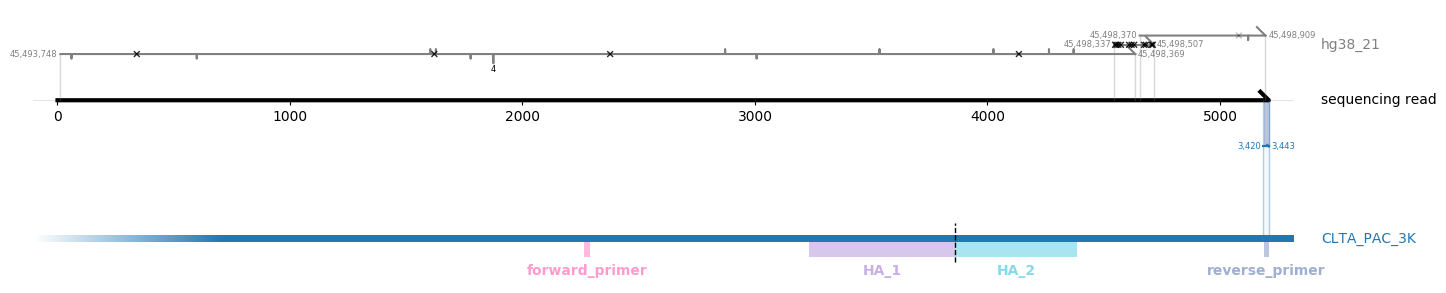 45,498,370 45,498,909
45,498,337 45,498,507 hg38_21
45,493,748 45,498,369
4
sequencing read
0 1000 2000 3000 4000 5000
3,420 3,443
CLTA_PAC_3K
forward_primer HA_1 HA_2 reverse_primer